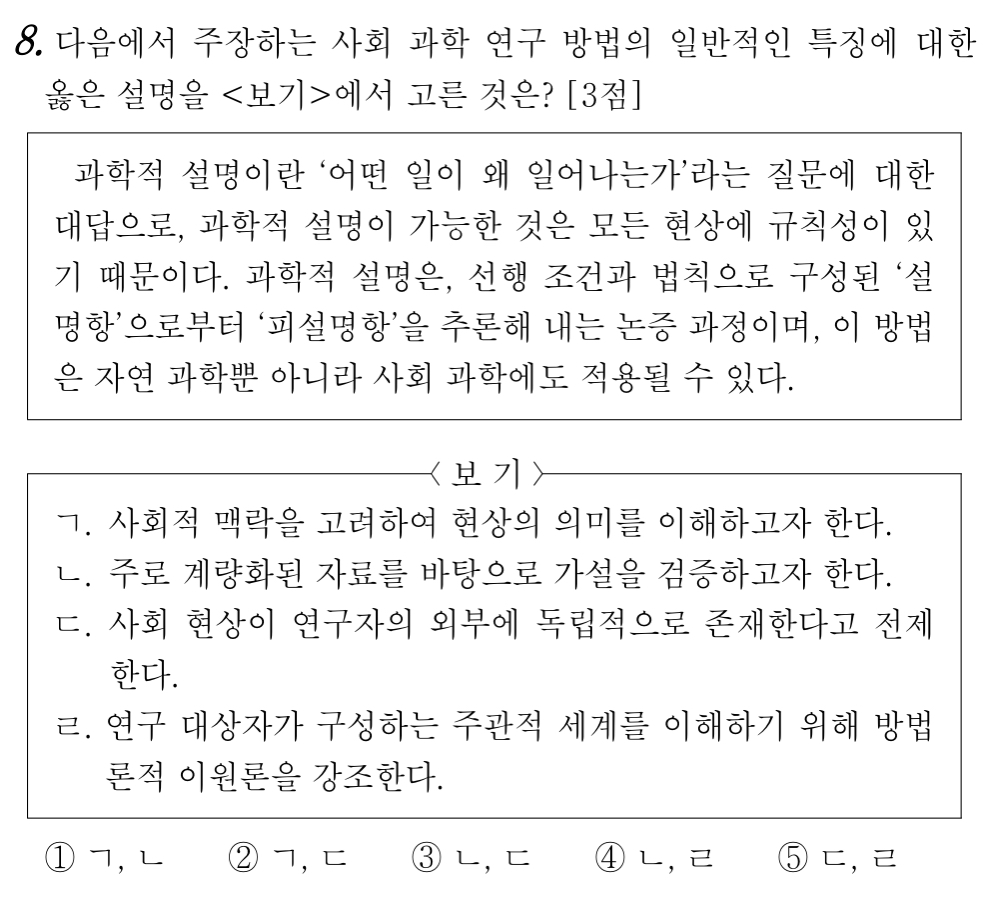 8. 다음에서 주장하는 사회 과학 연구 방법의 일반적인 특징에 대한
옳은 설명을 <보기>에서 고른 것은? [3점]
과학적 설명이란 ‘어떤 일이 왜 일어나는가’라는 질문에 대한
대답으로, 과학적 설명이 가능한 것은 모든 현상에 규칙성이 있
기 때문이다. 과학적 설명은, 선행 조건과 법칙으로 구성된 ‘설
명항’으로부터 ‘피설명항’을 추론해 내는 논증 과정이며, 이 방법
은 자연 과학뿐 아니라 사회 과학에도 적용될 수 있다.
〈 보 기 〉
ㄱ. 사회적 맥락을 고려하여 현상의 의미를 이해하고자 한다.
ㄴ. 주로 계량화된 자료를 바탕으로 가설을 검증하고자 한다.
ㄷ. 사회 현상이 연구자의 외부에 독립적으로 존재한다고 전제
한다.
ㄹ. 연구 대상자가 구성하는 주관적 세계를 이해하기 위해 방법
론적 이원론을 강조한다.
① ㄱ, ㄴ ② ㄱ, ㄷ ③ ㄴ, ㄷ ④ ㄴ, ㄹ ⑤ ㄷ, ㄹ